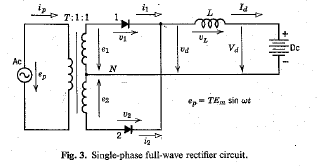 i_p
T:1:1
1
i_1
L
I_d
v_1
v_L
e_1
Ac
e_p
N
v_d
V_d
Dc
e_2
v_2
e_p = TE_m sin ωt
2
i_2
Fig. 3. Single-phase full-wave rectifier circuit.